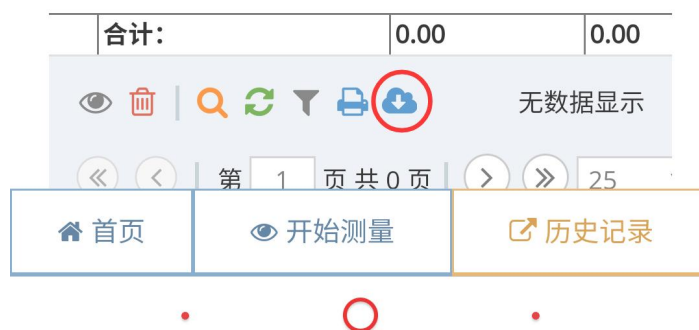 合计： 0.00 0.00
无数据显示
第 1 页 共 0 页 25
首页 开始测量 历史记录